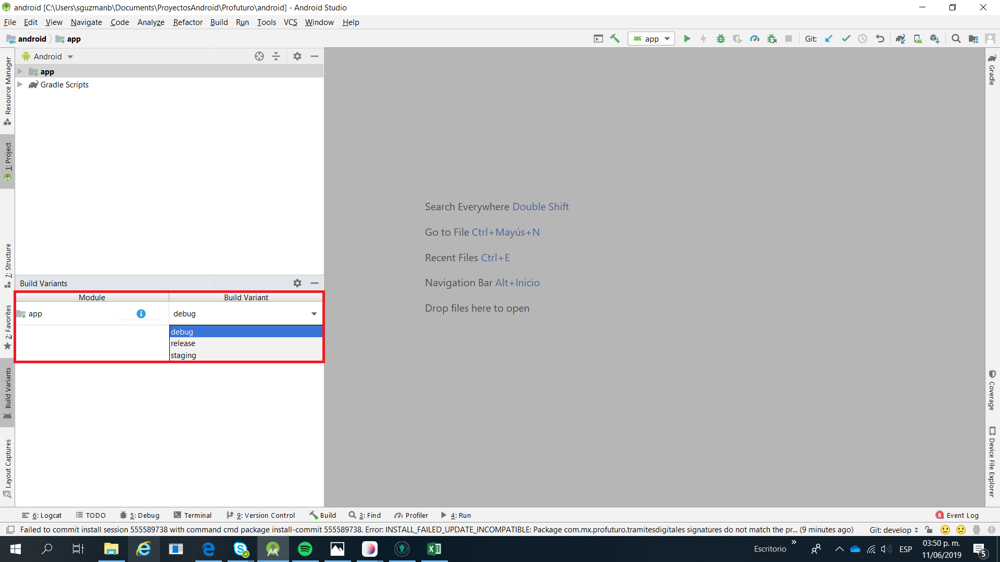 android [C:\Users\sguzmanb\Documents\ProyectosAndroid\Profuturo\android] - Android Studio
File Edit View Navigate Code Analyze Refactor Build Run Tools VCS Window Help
android app
app
Git:
Android
app
Gradle Scripts
Resource Manager
1: Project
7: Structure
2: Favorites
Build Variants
Layout Captures
Gradle
Coverage
Device File Explorer
Search Everywhere Double Shift
Go to File Ctrl+Mayús+N
Recent Files Ctrl+E
Navigation Bar Alt+Inicio
Drop files here to open
Build Variants
Module Build Variant
app debug
debug
release
staging
6: Logcat TODO 5: Debug Terminal 9: Version Control Build 3: Find Profiler 4: Run 8 Event Log
Failed to commit install session 555589738 with command cmd package install-commit 555589738. Error: INSTALL_FAILED_UPDATE_INCOMPATIBLE: Package com.mx.profuturo.tramitesdigitales signatures do not match the pr... (9 minutes ago) Git: develop
Escritorio » ESP 03:50 p. m.
11/06/2019 5